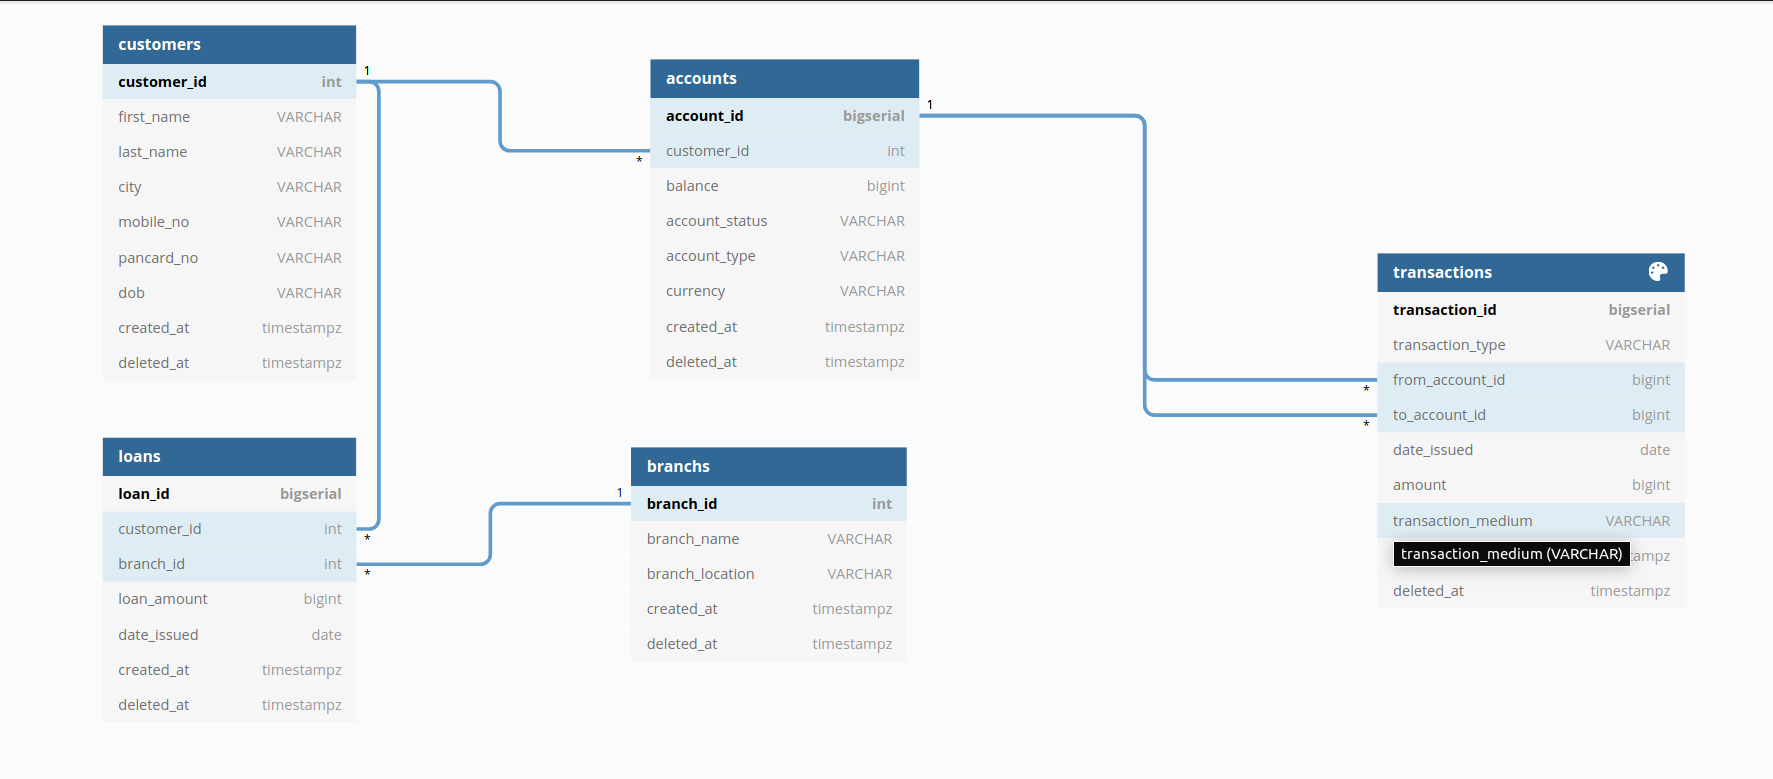 customers
customer_id int
first_name VARCHAR
last_name VARCHAR
city VARCHAR
mobile_no VARCHAR
pancard_no VARCHAR
dob VARCHAR
created_at timestampz
deleted_at timestampz
1
*
accounts
account_id bigserial
customer_id int
balance bigint
account_status VARCHAR
account_type VARCHAR
currency VARCHAR
created_at timestampz
deleted_at timestampz
1
*
*
transactions
transaction_id bigserial
transaction_type VARCHAR
from_account_id bigint
to_account_id bigint
date_issued date
amount bigint
transaction_medium VARCHAR
transaction_medium (VARCHAR)
deleted_at timestampz
loans
loan_id bigserial
customer_id int
branch_id int
loan_amount bigint
date_issued date
created_at timestampz
deleted_at timestampz
*
*
1
branchs
branch_id int
branch_name VARCHAR
branch_location VARCHAR
created_at timestampz
deleted_at timestampz